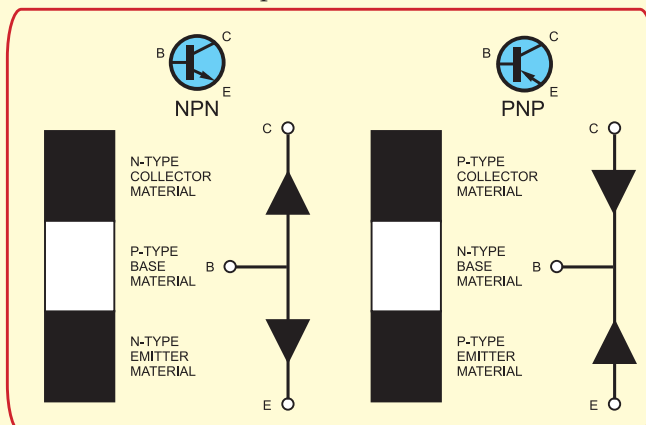 C
B
E
NPN
C
N-TYPE
COLLECTOR
MATERIAL
P-TYPE
BASE
MATERIAL
B
N-TYPE
EMITTER
MATERIAL
E
C
B
E
PNP
C
P-TYPE
COLLECTOR
MATERIAL
N-TYPE
BASE
MATERIAL
B
P-TYPE
EMITTER
MATERIAL
E